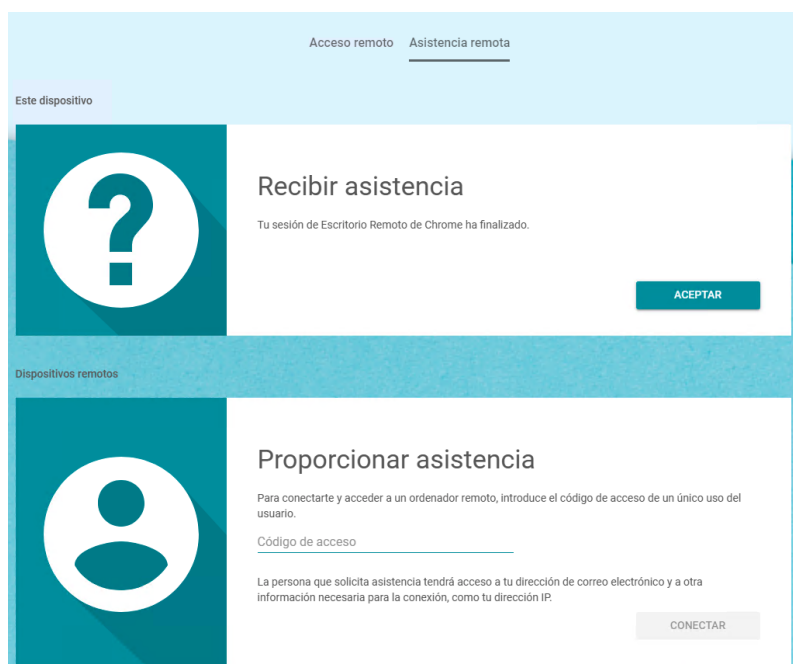 Acceso remoto Asistencia remota
Este dispositivo
Recibir asistencia
Tu sesión de Escritorio Remoto de Chrome ha finalizado.
ACEPTAR
Dispositivos remotos
Proporcionar asistencia
Para conectarte y acceder a un ordenador remoto, introduce el código de acceso de un único uso del
usuario.
Código de acceso
La persona que solicita asistencia tendrá acceso a tu dirección de correo electrónico y a otra
información necesaria para la conexión, como tu dirección IP.
CONECTAR